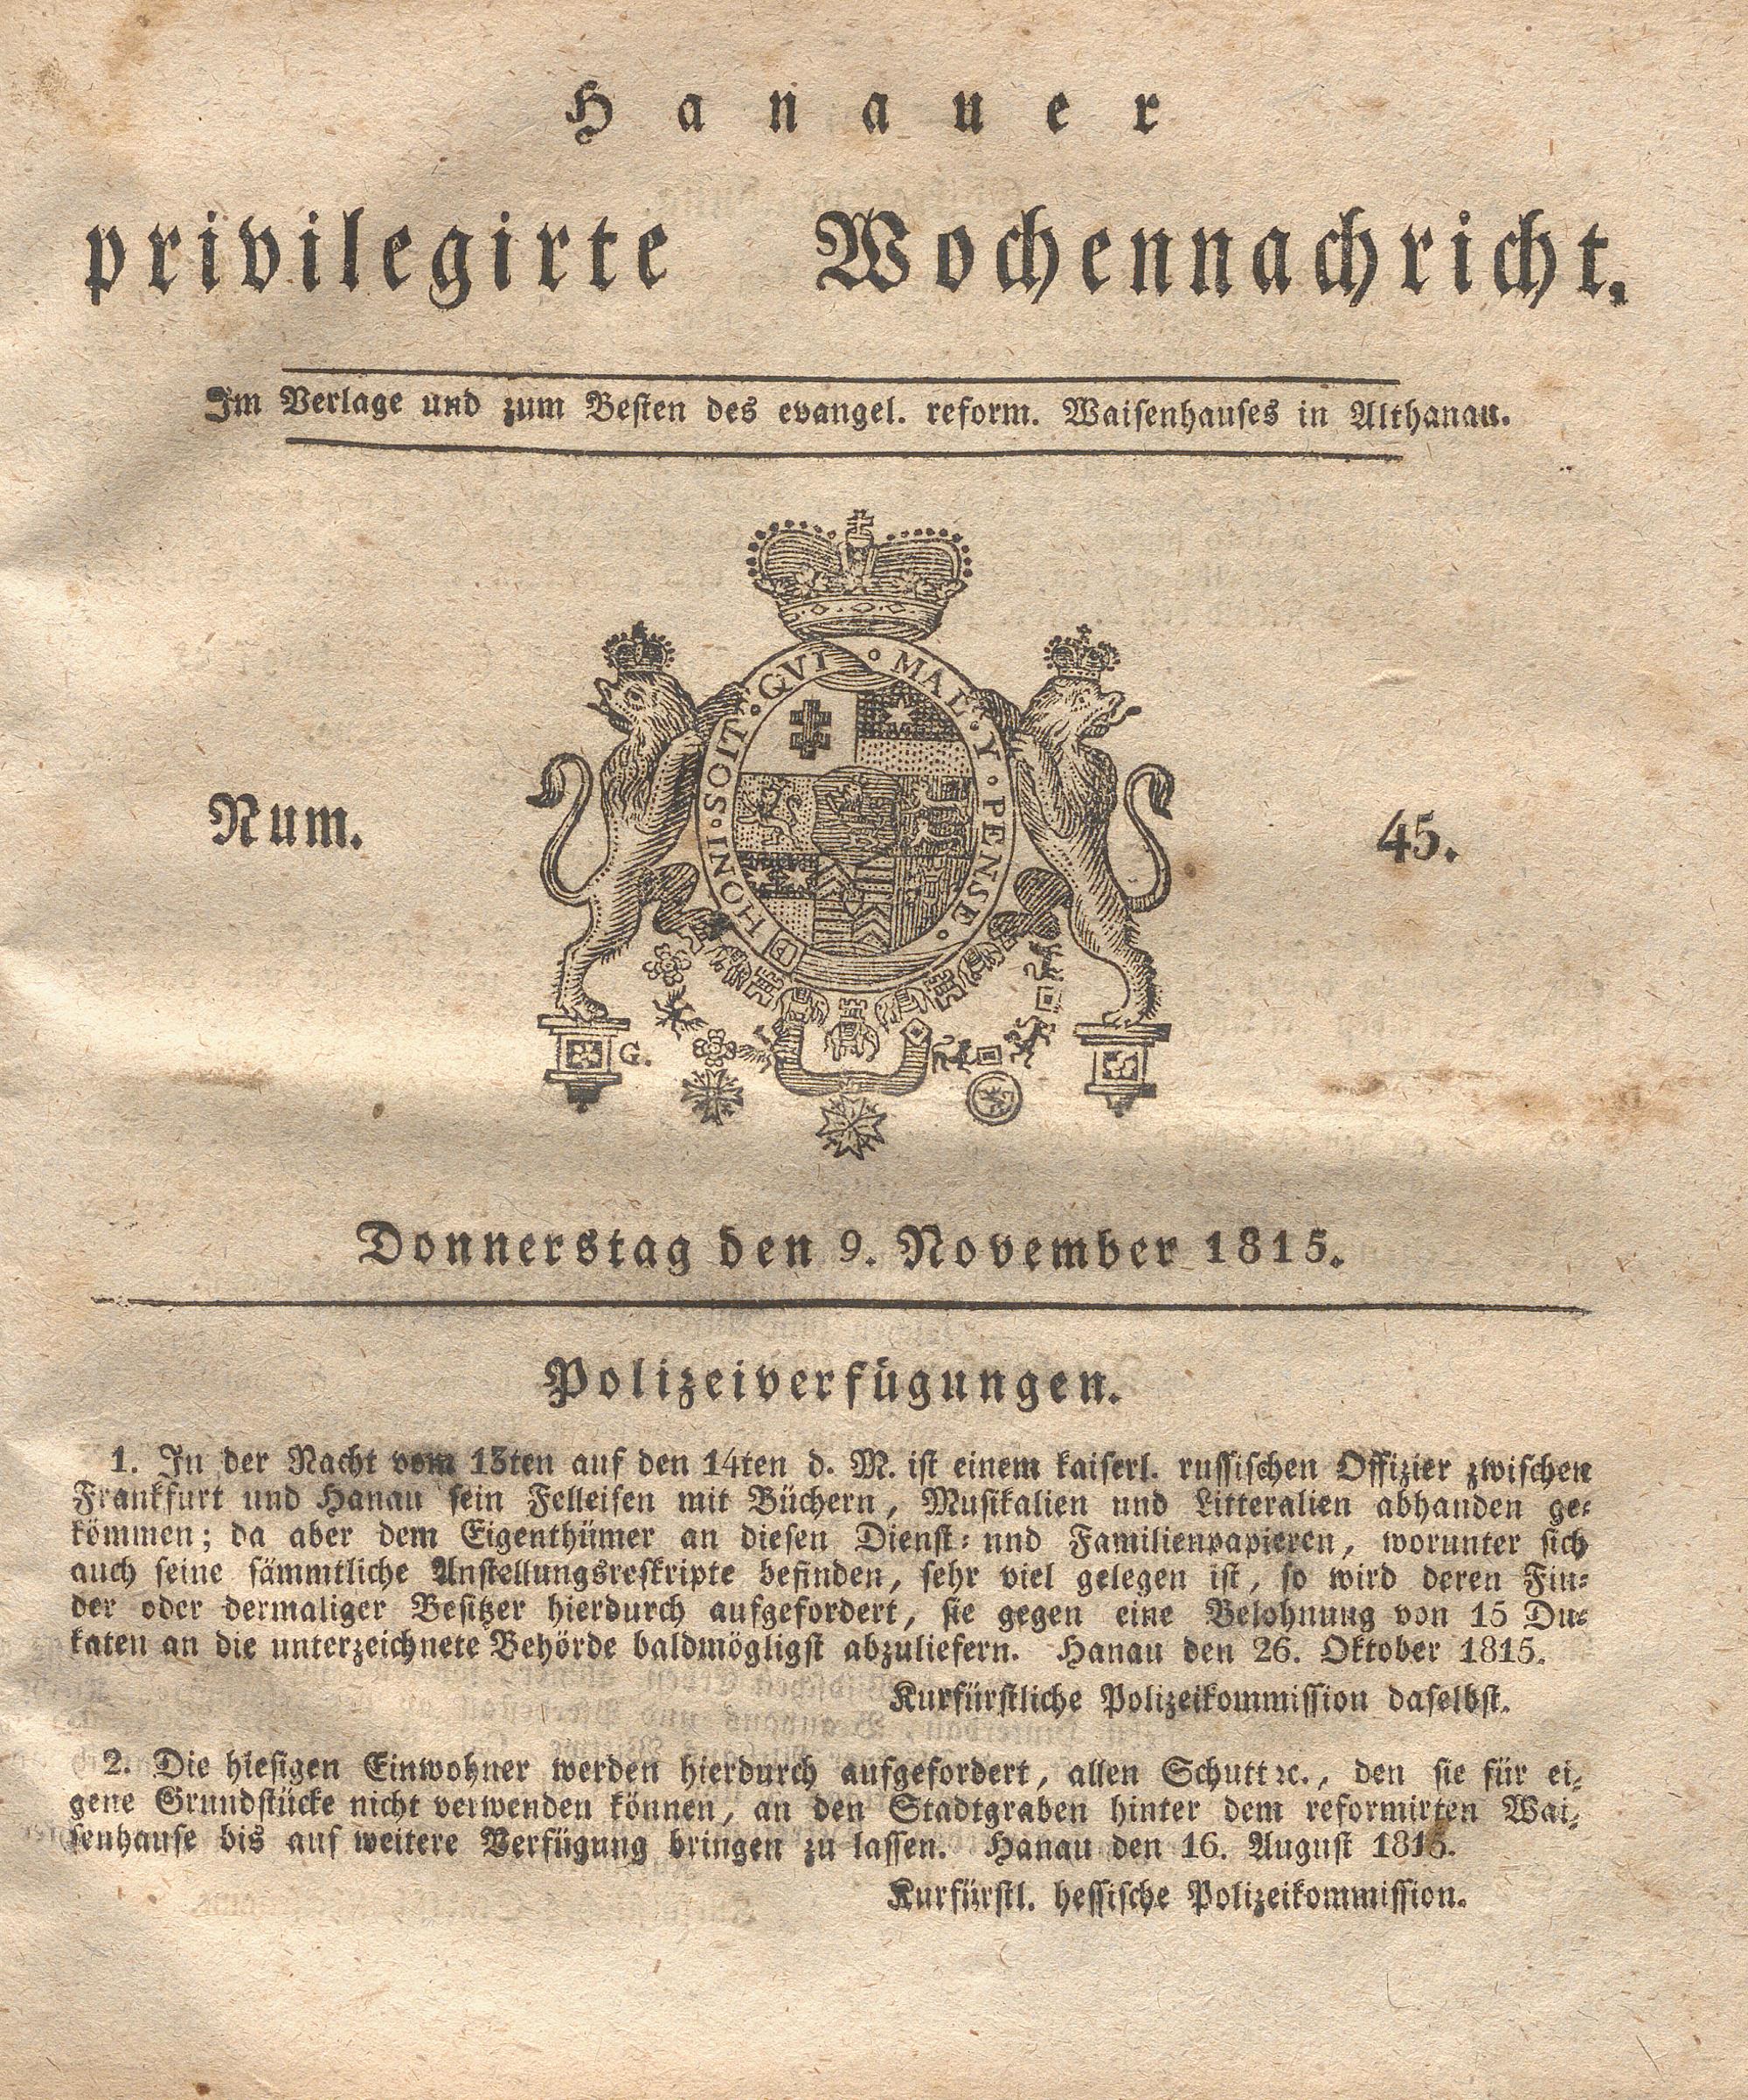 Hanauer
privilegirte Wochennachricht.
Im Verlage und zum Besten des evangel. reform. Waisenhauses in Althanau.
HONI · SOIT · QVI · MAL · Y · PENSE ·
Num. 45.
G.
Donnerstag den 9. November 1815.
Polizeiverfügungen.
1. In der Nacht vom 13ten auf den 14ten d. M. ist einem kaiserl. russischen Offizier zwischen
Frankfurt und Hanau sein Felleisen mit Büchern, Musikalien und Litteralien abhanden ge-
kömmen; da aber dem Eigenthümer an diesen Dienst- und Familienpapieren, worunter sich
auch seine sämmtliche Anstellungsreskripte befinden, sehr viel gelegen ist, so wird deren Fin-
der oder dermaliger Besitzer hierdurch aufgefordert, sie gegen eine Belohnung von 15 Du-
katen an die unterzeichnete Behörde baldmögligst abzuliefern. Hanau den 26. Oktober 1815.
Kurfürstliche Polizeikommission daselbst.
2. Die hiesigen Einwohner werden hierdurch aufgefordert, allen Schutt ꝛc., den sie für ei-
gene Grundstücke nicht verwenden können, an den Stadtgraben hinter dem reformirten Wai-
senhause bis auf weitere Verfügung bringen zu lassen. Hanau den 16. August 1815.
Kurfürstl. hessische Polizeikommission.